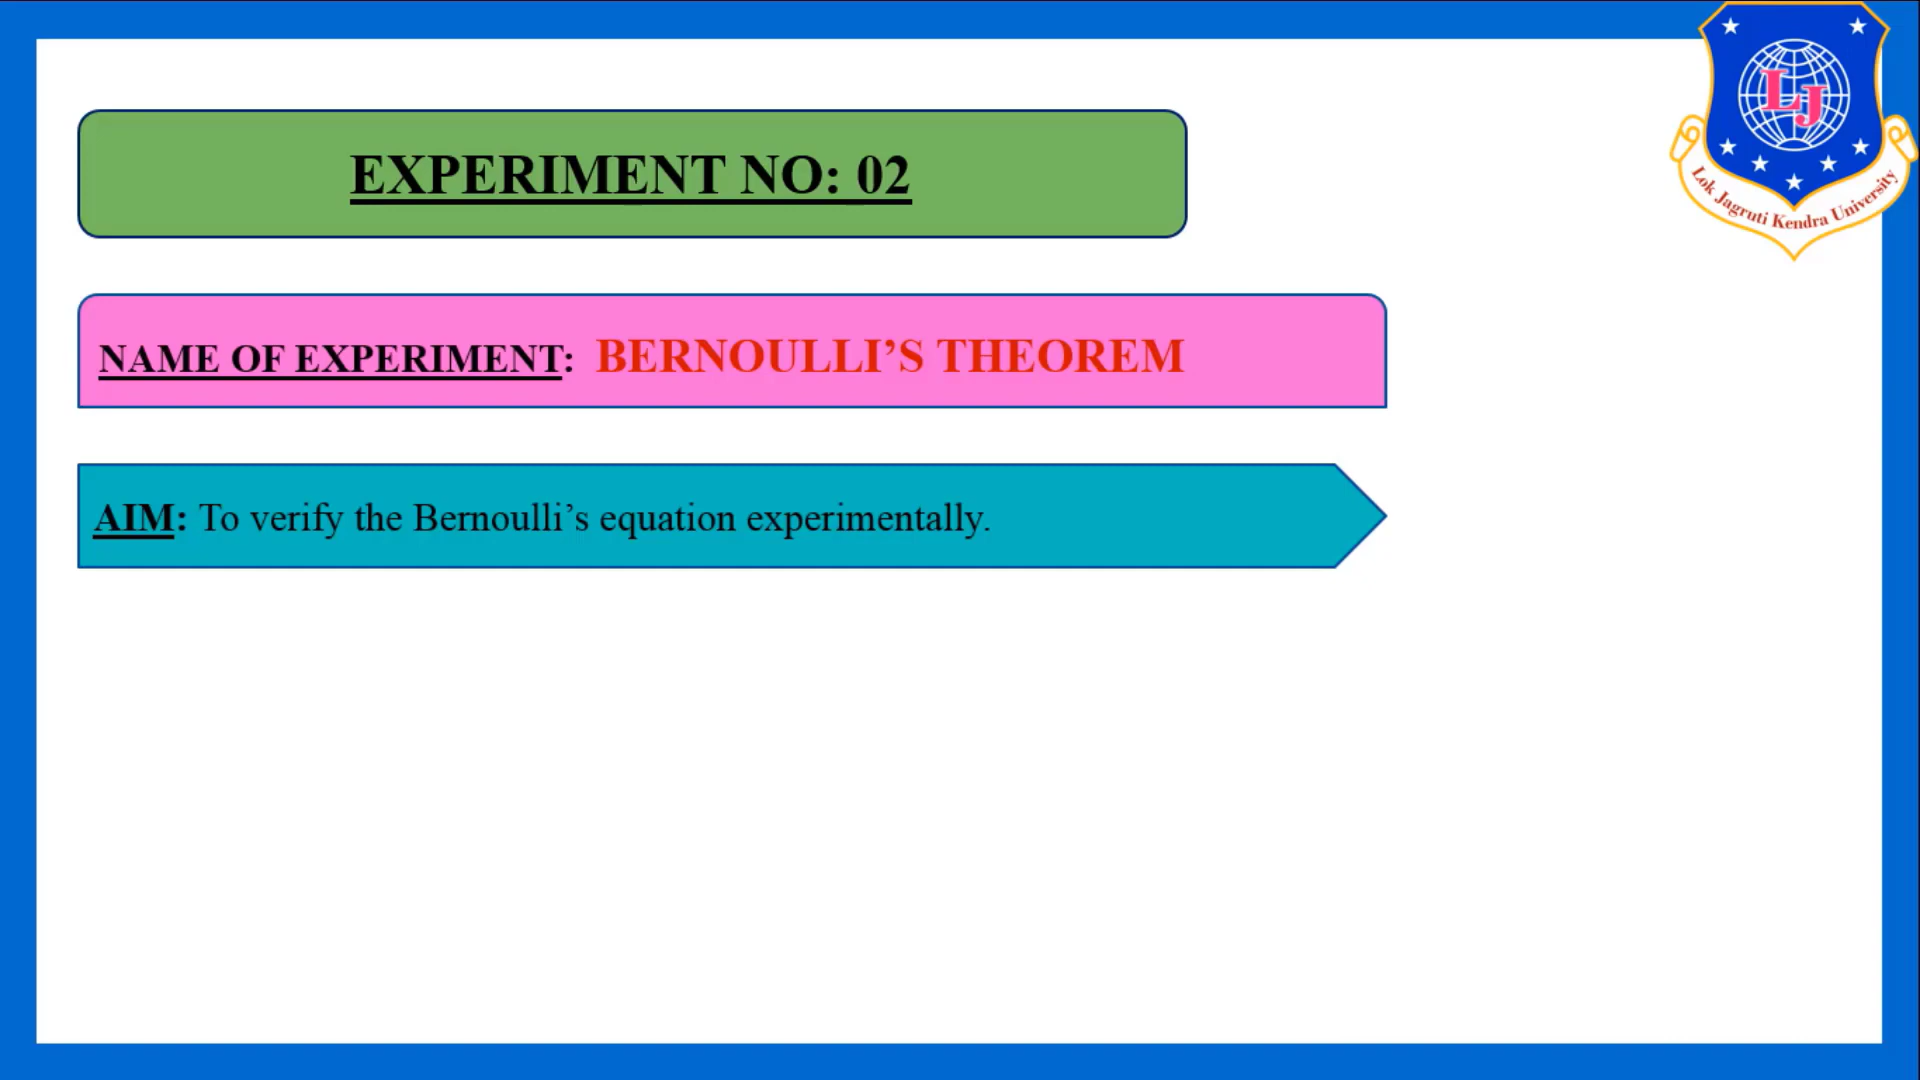 LJ
Lok Jagruti Kendra University
EXPERIMENT NO: 02
NAME OF EXPERIMENT: BERNOULLI’S THEOREM
AIM: To verify the Bernoulli’s equation experimentally.